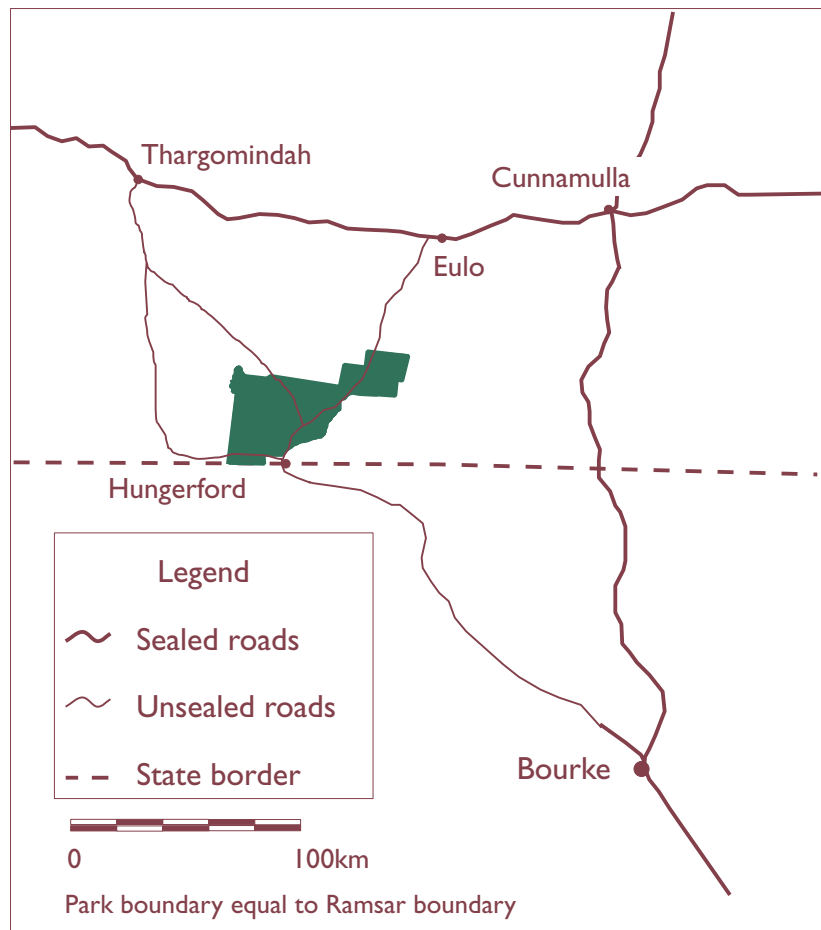 Thargomindah
Cunnamulla
Eulo
Hungerford
Legend
Sealed roads
Unsealed roads
State border
Bourke
0 100km
Park boundary equal to Ramsar boundary